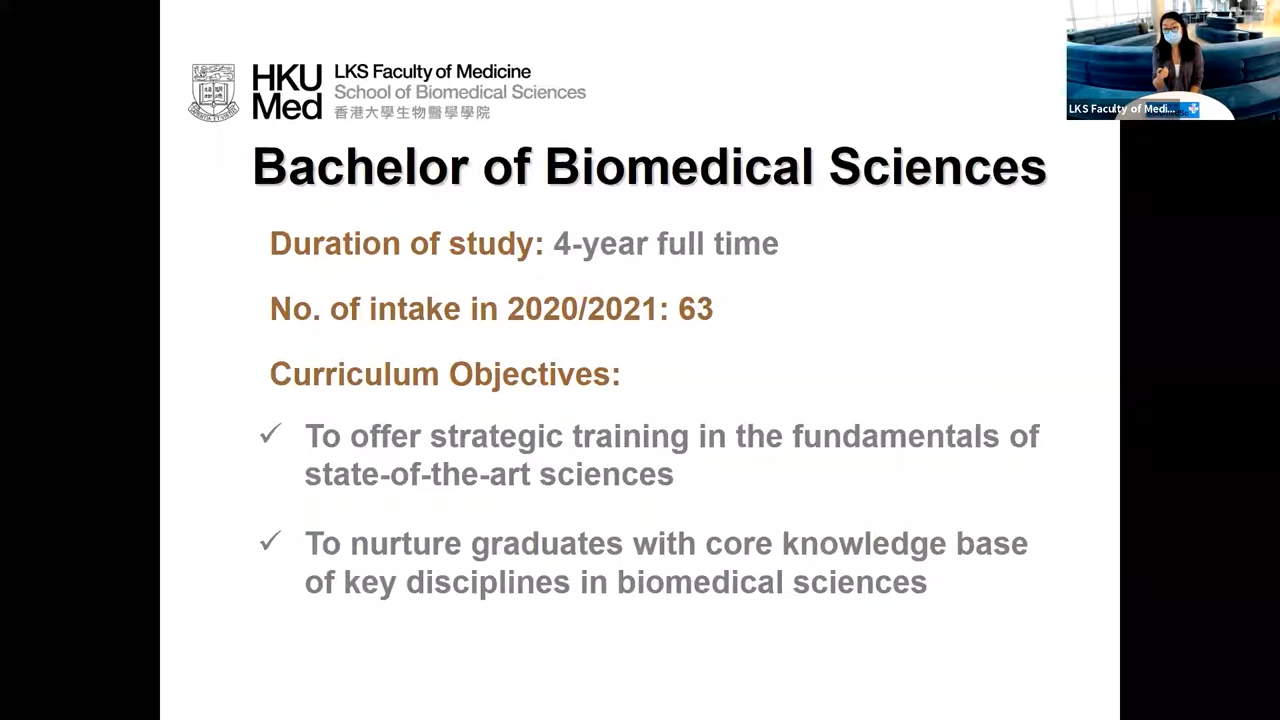 HKU
Med
LKS Faculty of Medicine
School of Biomedical Sciences
香港大學生物醫學學院
Bachelor of Biomedical Sciences
Duration of study: 4-year full time
No. of intake in 2020/2021: 63
Curriculum Objectives:
✓ To offer strategic training in the fundamentals of
state-of-the-art sciences
✓ To nurture graduates with core knowledge base
of key disciplines in biomedical sciences
LKS Faculty of Medi...